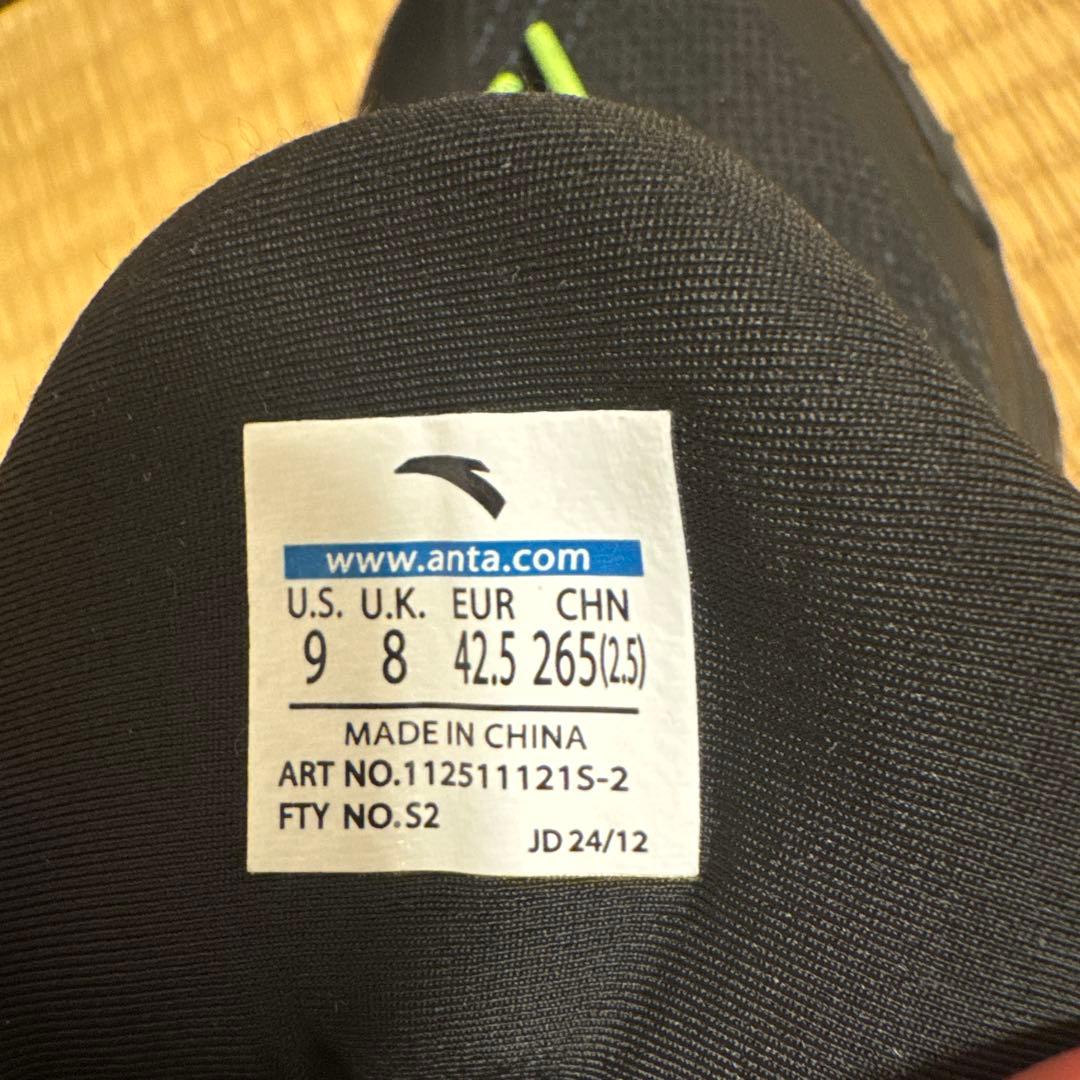 www.anta.com
U.S. U.K. EUR CHN
9 8 42.5 265(2.5)
MADE IN CHINA
ART NO.112511121S-2
FTY NO.S2
JD 24/12